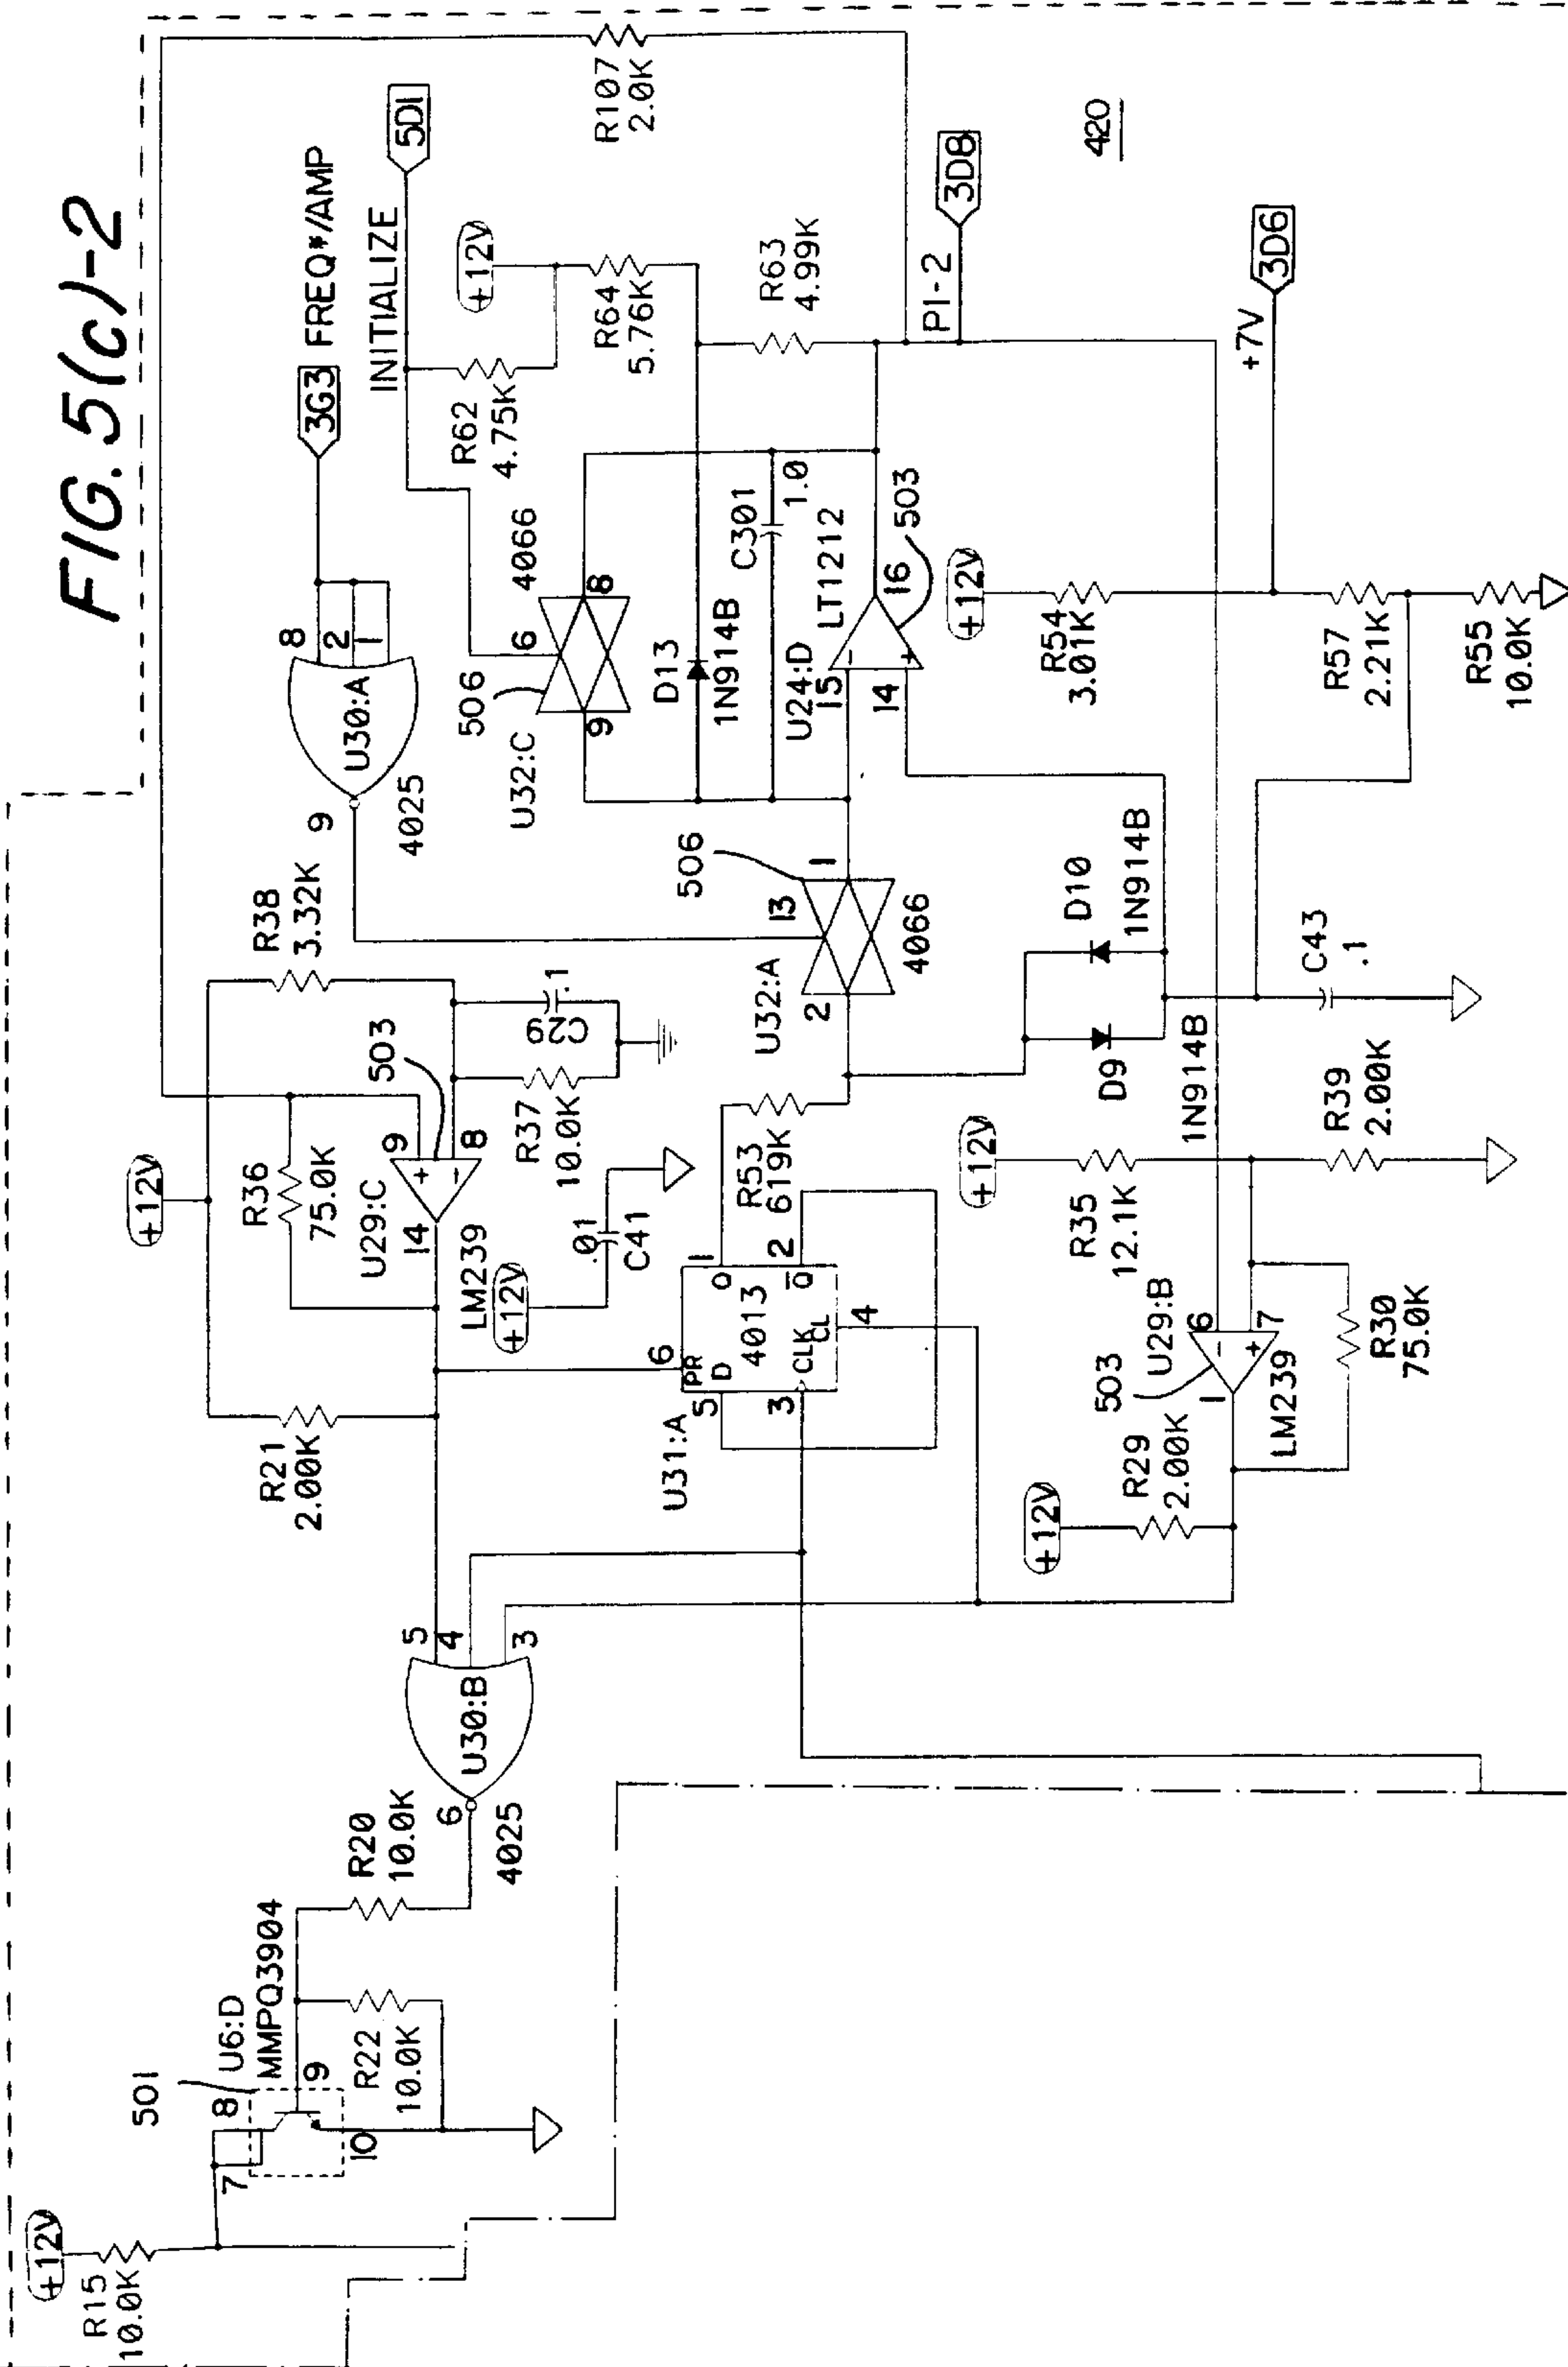 FIG. 5(c)-2
+12V
R15
10.0K
501
U6:D
MMPQ3904
7
8
9
10
R22
10.0K
R20
10.0K
6
U30:B
4025
5
4
3
+12V
R21
2.00K
R36
75.0K
U29:C
14
LM239
9
8
+
-
503
R38
3.32K
R37
10.0K
C29
.1
+12V
.01
C41
U31:A
4013
PR
D
CLK
CL
Q
Q
6
5
3
1
2
4
R53
619K
U30:A
4025
9
8
2
1
3G3
FREQ*/AMP
INITIALIZE
5D1
+12V
R62
4.75K
R64
5.76K
R63
4.99K
R107
2.0K
506
U32:C
4066
6
9
8
D13
1N914B
C301
1.0
U24:D
LT1212
15
14
16
-
+
503
506
U32:A
4066
13
2
1
P1-2
3D8
420
D10
1N914B
D9
1N914B
C43
.1
+12V
R54
3.01K
R57
2.21K
R55
10.0K
+7V
3D6
+12V
R35
12.1K
R39
2.00K
503
U29:B
LM239
6
7
1
-
+
R30
75.0K
+12V
R29
2.00K